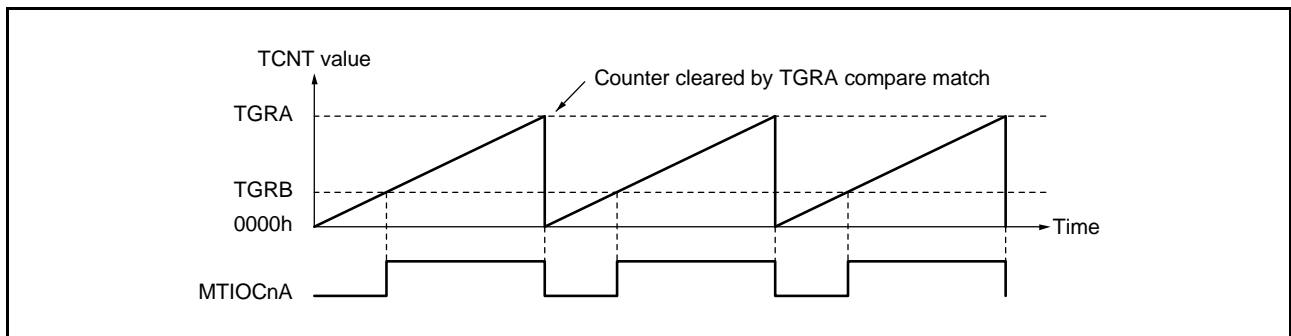 TCNT value
Counter cleared by TGRA compare match
TGRA
TGRB
0000h
Time
MTIOCnA